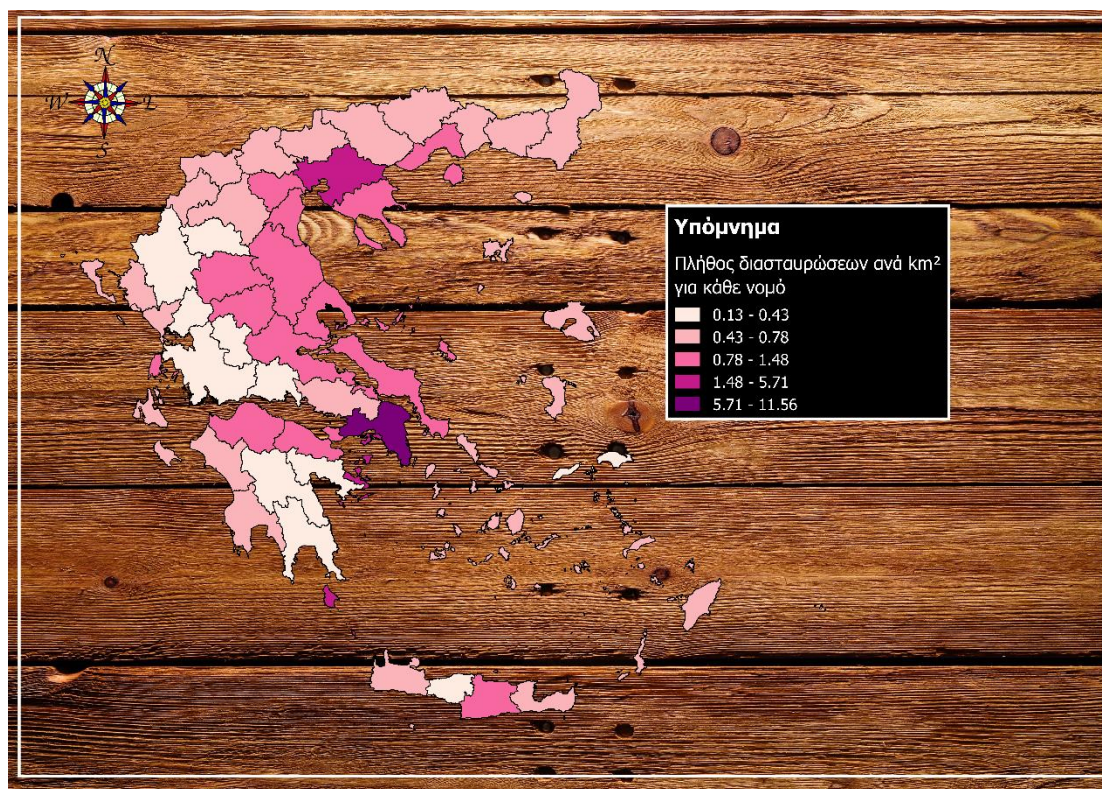 N
W E
S
Υπόμνημα
Πλήθος διασταυρώσεων ανά km²
για κάθε νομό
0.13 - 0.43
0.43 - 0.78
0.78 - 1.48
1.48 - 5.71
5.71 - 11.56